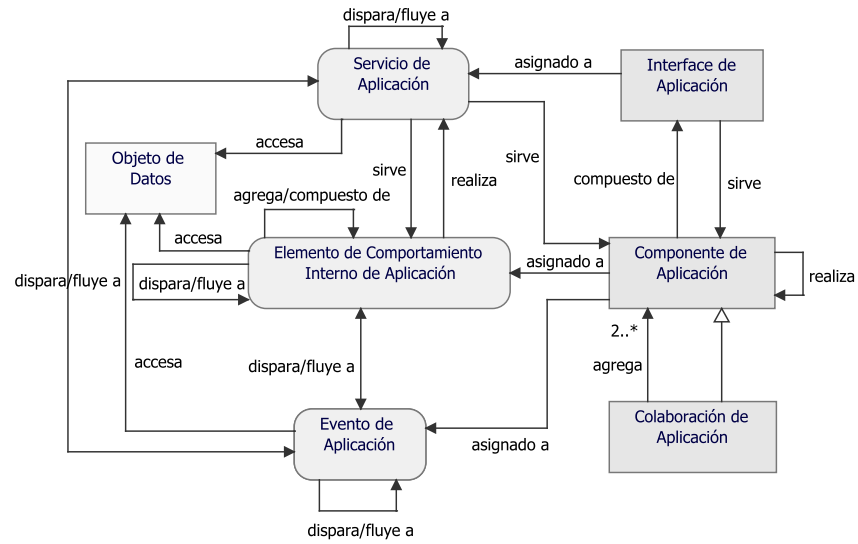 dispara/fluye a
Servicio de
Aplicación
asignado a
Interface de
Aplicación
accesa
Objeto de
Datos
sirve
realiza
sirve
compuesto de
sirve
agrega/compuesto de
accesa
Elemento de Comportamiento
Interno de Aplicación
asignado a
Componente de
Aplicación
dispara/fluye a
dispara/fluye a
realiza
2..*
accesa
dispara/fluye a
agrega
Evento de
Aplicación
asignado a
Colaboración de
Aplicación
dispara/fluye a